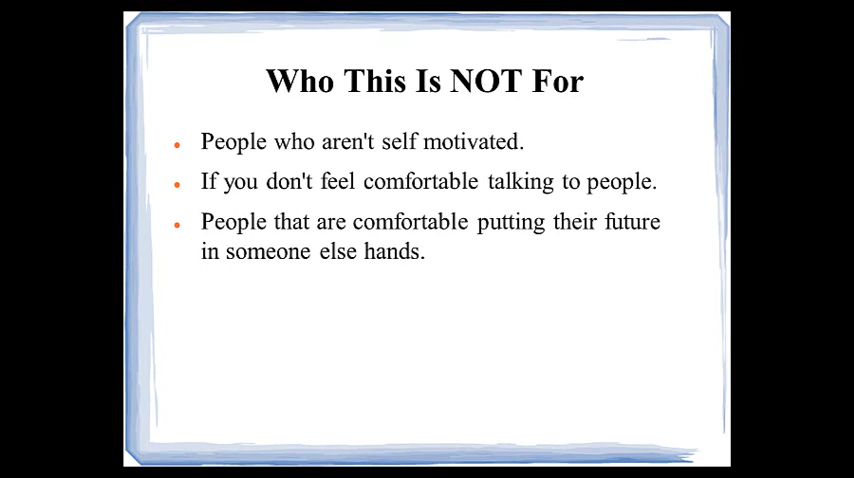 Who This Is NOT For
People who aren't self motivated.
If you don't feel comfortable talking to people.
People that are comfortable putting their future
in someone else hands.